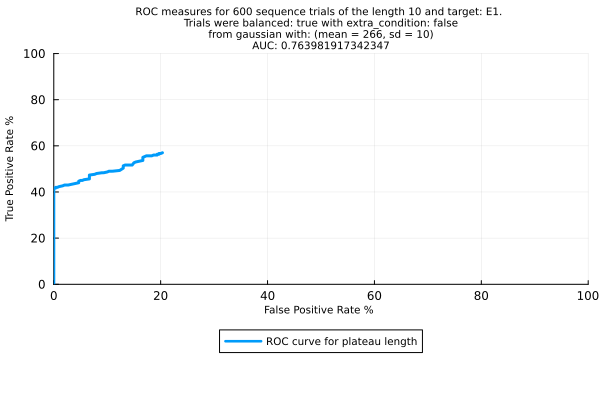 ROC measures for 600 sequence trials of the length 10 and target: E1.
Trials were balanced: true with extra_condition: false
from gaussian with: (mean = 266, sd = 10)
AUC: 0.763981917342347
100
80
60
40
20
0
True Positive Rate %
0 20 40 60 80 100
False Positive Rate %
ROC curve for plateau length